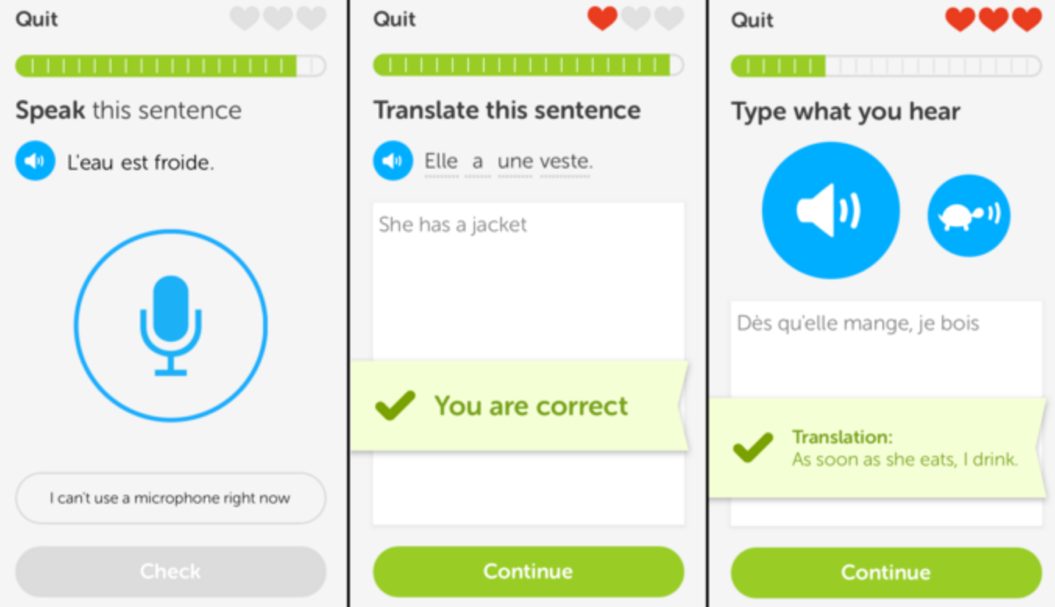 Quit
Speak this sentence
L'eau est froide.
I can't use a microphone right now
Check
Quit
Translate this sentence
Elle a une veste.
She has a jacket
You are correct
Continue
Quit
Type what you hear
Dès qu'elle mange, je bois
Translation:
As soon as she eats, I drink.
Continue